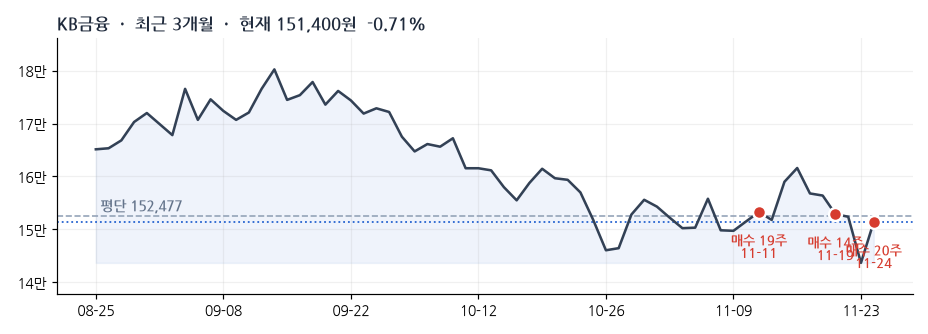 KB금융 · 최근 3개월 · 현재 151,400원 -0.71%
18만
17만
16만
15만
14만
평단 152,477
매수 19주
11-11
매수 14주
11-19
매수 20주
11-24
08-25
09-08
09-22
10-12
10-26
11-09
11-23